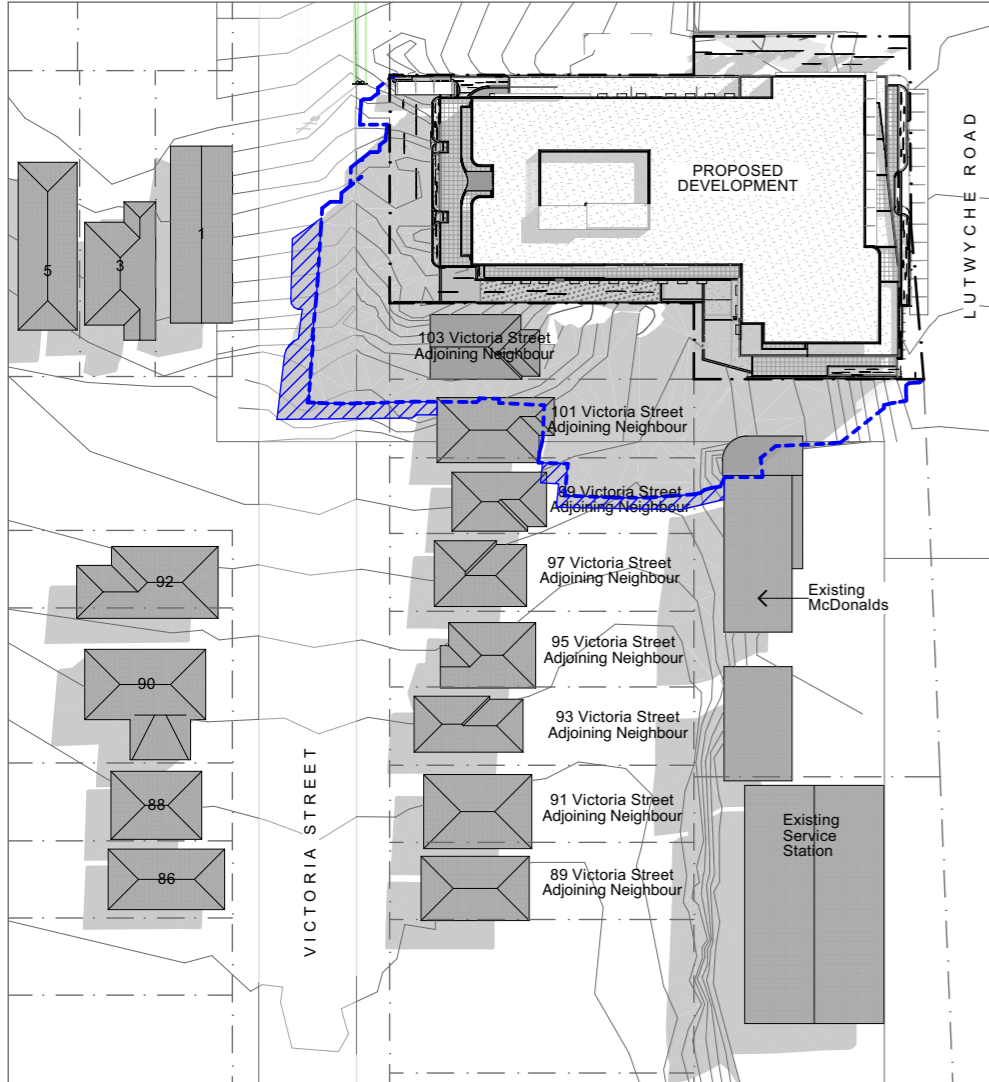 PROPOSED
DEVELOPMENT
LUTWYCHE ROAD
5
3
1
103 Victoria Street
Adjoining Neighbour
101 Victoria Street
Adjoining Neighbour
99 Victoria Street
Adjoining Neighbour
97 Victoria Street
Adjoining Neighbour
92
Existing
McDonalds
95 Victoria Street
Adjoining Neighbour
90
93 Victoria Street
Adjoining Neighbour
VICTORIA STREET
88
91 Victoria Street
Adjoining Neighbour
Existing
Service
Station
86
89 Victoria Street
Adjoining Neighbour